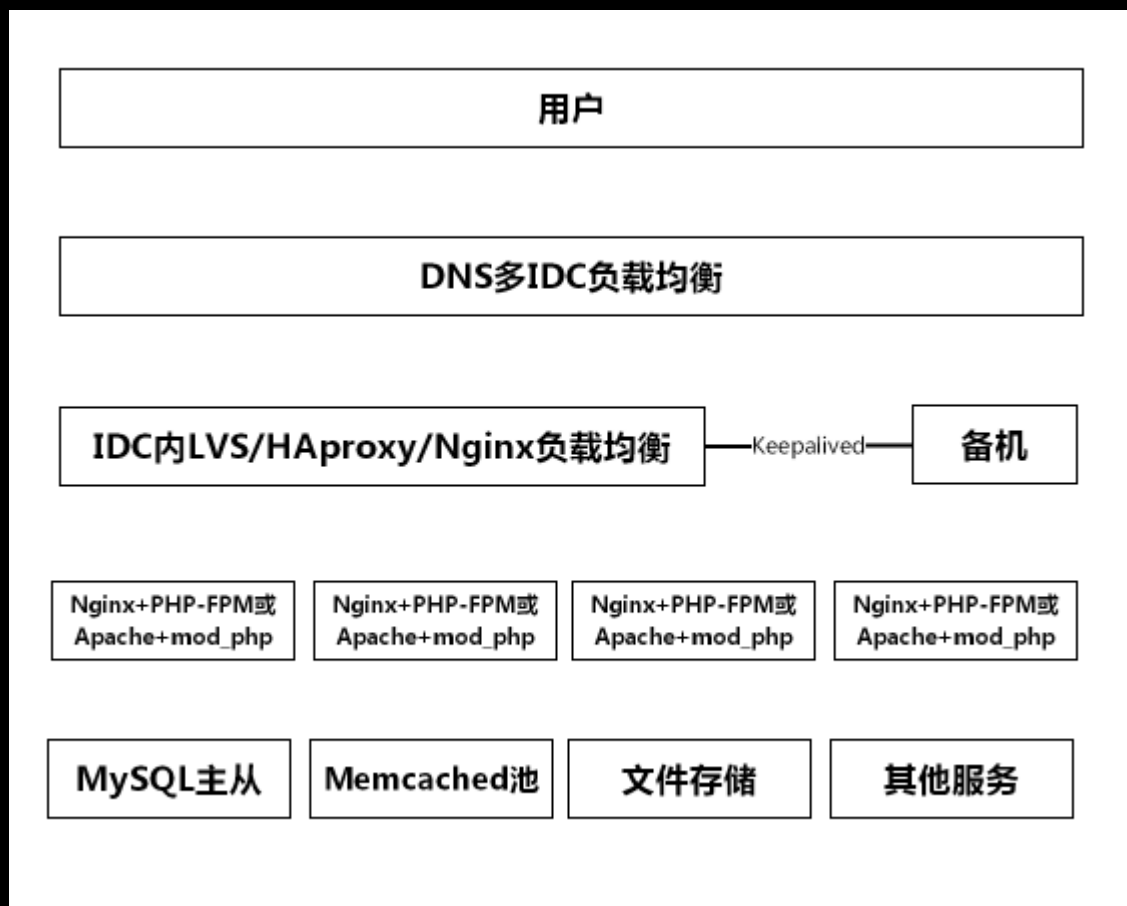 用户
DNS多IDC负载均衡
IDC内LVS/HAproxy/Nginx负载均衡
Keepalived
备机
Nginx+PHP-FPM或
Apache+mod_php
Nginx+PHP-FPM或
Apache+mod_php
Nginx+PHP-FPM或
Apache+mod_php
Nginx+PHP-FPM或
Apache+mod_php
MySQL主从
Memcached池
文件存储
其他服务